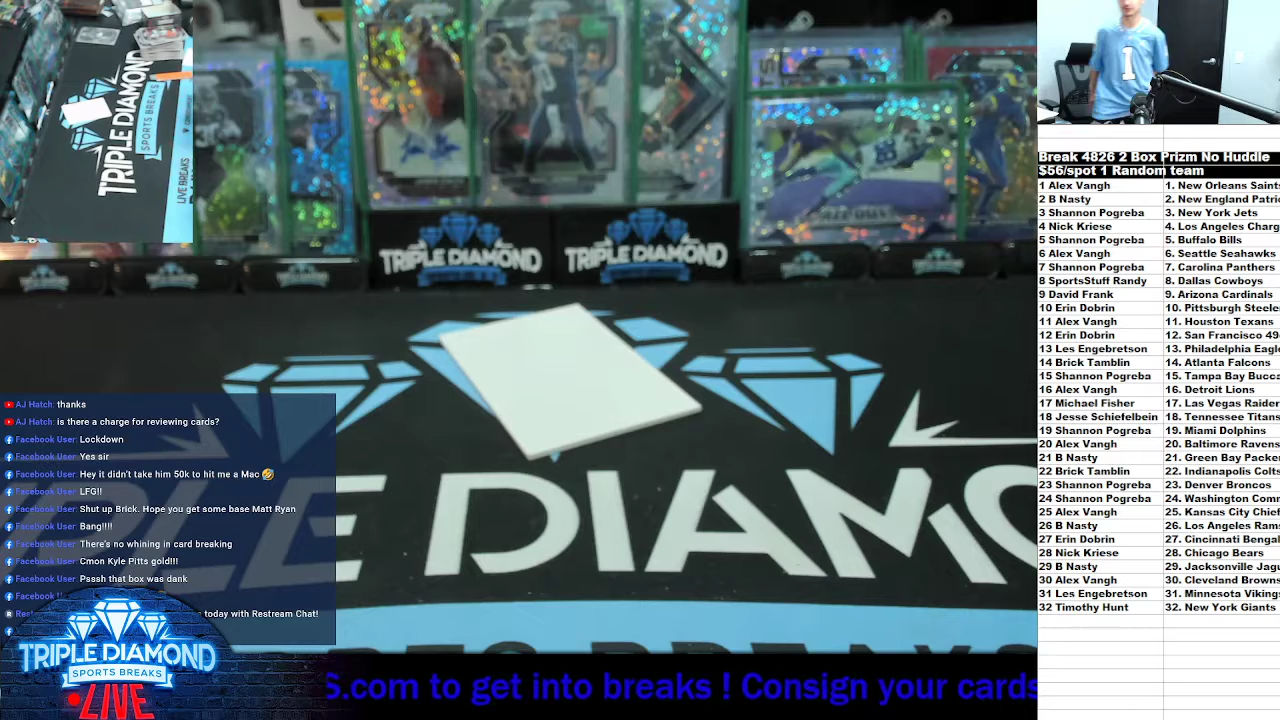 TRIPLE DIAMOND
SPORTS BREAKS
LIVE BREAKS
TRIPLE DIAMOND
TRIPLE DIAMOND
PLE DIAMO
AJ Hatch: thanks
AJ Hatch: is there a charge for reviewing cards?
Facebook User: Lockdown
Facebook User: Yes sir
Facebook User: Hey it didn't take him 50k to hit me a Mac 🤣
Facebook User: LFG!!
Facebook User: Shut up Brick. Hope you get some base Matt Ryan
Facebook User: Bang!!!!
Facebook User: There's no whining in card breaking
Facebook User: Cmon Kyle Pitts gold!!!
Facebook User: Psssh that box was dank
Facebook
today with Restream Chat!
TRIPLE DIAMOND
SPORTS BREAKS
LIVE
S.com to get into breaks ! Consign your cards
1
Break 4826 2 Box Prizm No Huddle
$56/spot 1 Random team
1 Alex Vangh 1. New Orleans Saints
2 B Nasty 2. New England Patri
3 Shannon Pogreba 3. New York Jets
4 Nick Kriese 4. Los Angeles Charg
5 Shannon Pogreba 5. Buffalo Bills
6 Alex Vangh 6. Seattle Seahawks
7 Shannon Pogreba 7. Carolina Panthers
8 SportsStuff Randy 8. Dallas Cowboys
9 David Frank 9. Arizona Cardinals
10 Erin Dobrin 10. Pittsburgh Steele
11 Alex Vangh 11. Houston Texans
12 Erin Dobrin 12. San Francisco 49
13 Les Engebretson 13. Philadelphia Eagl
14 Brick Tamblin 14. Atlanta Falcons
15 Shannon Pogreba 15. Tampa Bay Bucca
16 Alex Vangh 16. Detroit Lions
17 Michael Fisher 17. Las Vegas Raider
18 Jesse Schiefelbein 18. Tennessee Titans
19 Shannon Pogreba 19. Miami Dolphins
20 Alex Vangh 20. Baltimore Ravens
21 B Nasty 21. Green Bay Packe
22 Brick Tamblin 22. Indianapolis Colts
23 Shannon Pogreba 23. Denver Broncos
24 Shannon Pogreba 24. Washington Com
25 Alex Vangh 25. Kansas City Chief
26 B Nasty 26. Los Angeles Ram
27 Erin Dobrin 27. Cincinnati Bengal
28 Nick Kriese 28. Chicago Bears
29 B Nasty 29. Jacksonville Jagu
30 Alex Vangh 30. Cleveland Browns
31 Les Engebretson 31. Minnesota Viking
32 Timothy Hunt 32. New York Giants